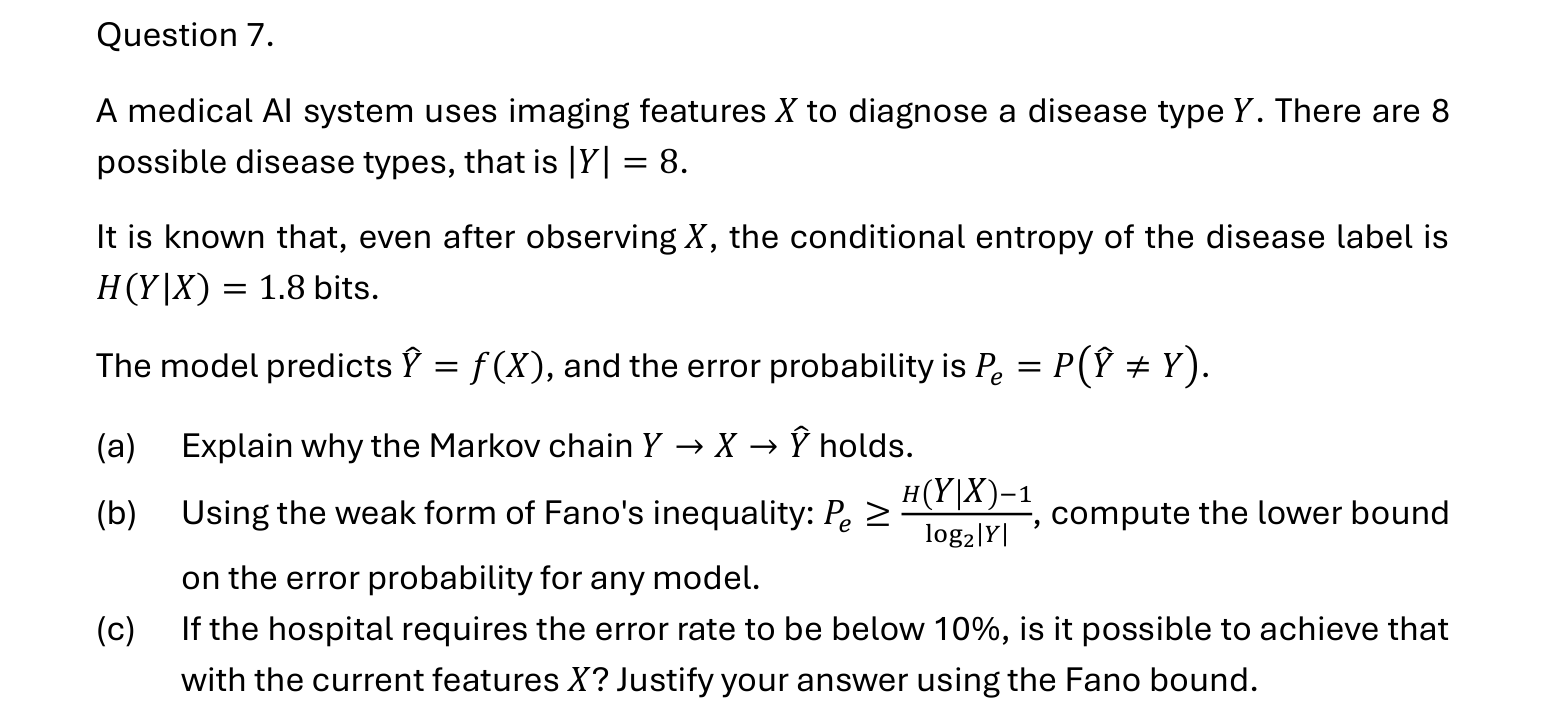 Question 7.
A medical AI system uses imaging features X to diagnose a disease type Y. There are 8
possible disease types, that is |Y| = 8.
It is known that, even after observing X, the conditional entropy of the disease label is
H(Y|X) = 1.8 bits.
The model predicts Ŷ = f(X), and the error probability is Pₑ = P(Ŷ ≠ Y).
(a) Explain why the Markov chain Y → X → Ŷ holds.
(b) Using the weak form of Fano's inequality: Pₑ ≥ \frac{H(Y|X)−1}{log₂|Y|}, compute the lower bound
on the error probability for any model.
(c) If the hospital requires the error rate to be below 10%, is it possible to achieve that
with the current features X? Justify your answer using the Fano bound.